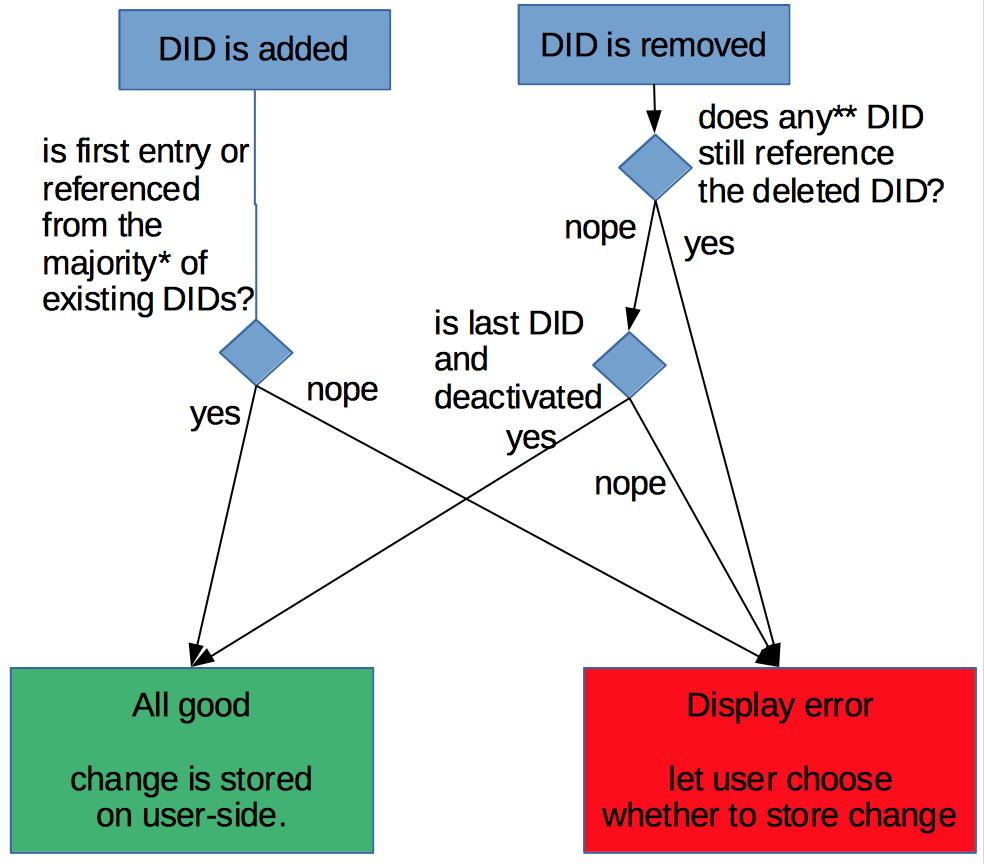 DID is added
DID is removed
is first entry or
referenced
from the
majority* of
existing DIDs?
does any** DID
still reference
the deleted DID?
nope
yes
is last DID
and
deactivated
yes
nope
yes
nope
All good
change is stored
on user-side.
Display error
let user choose
whether to store change